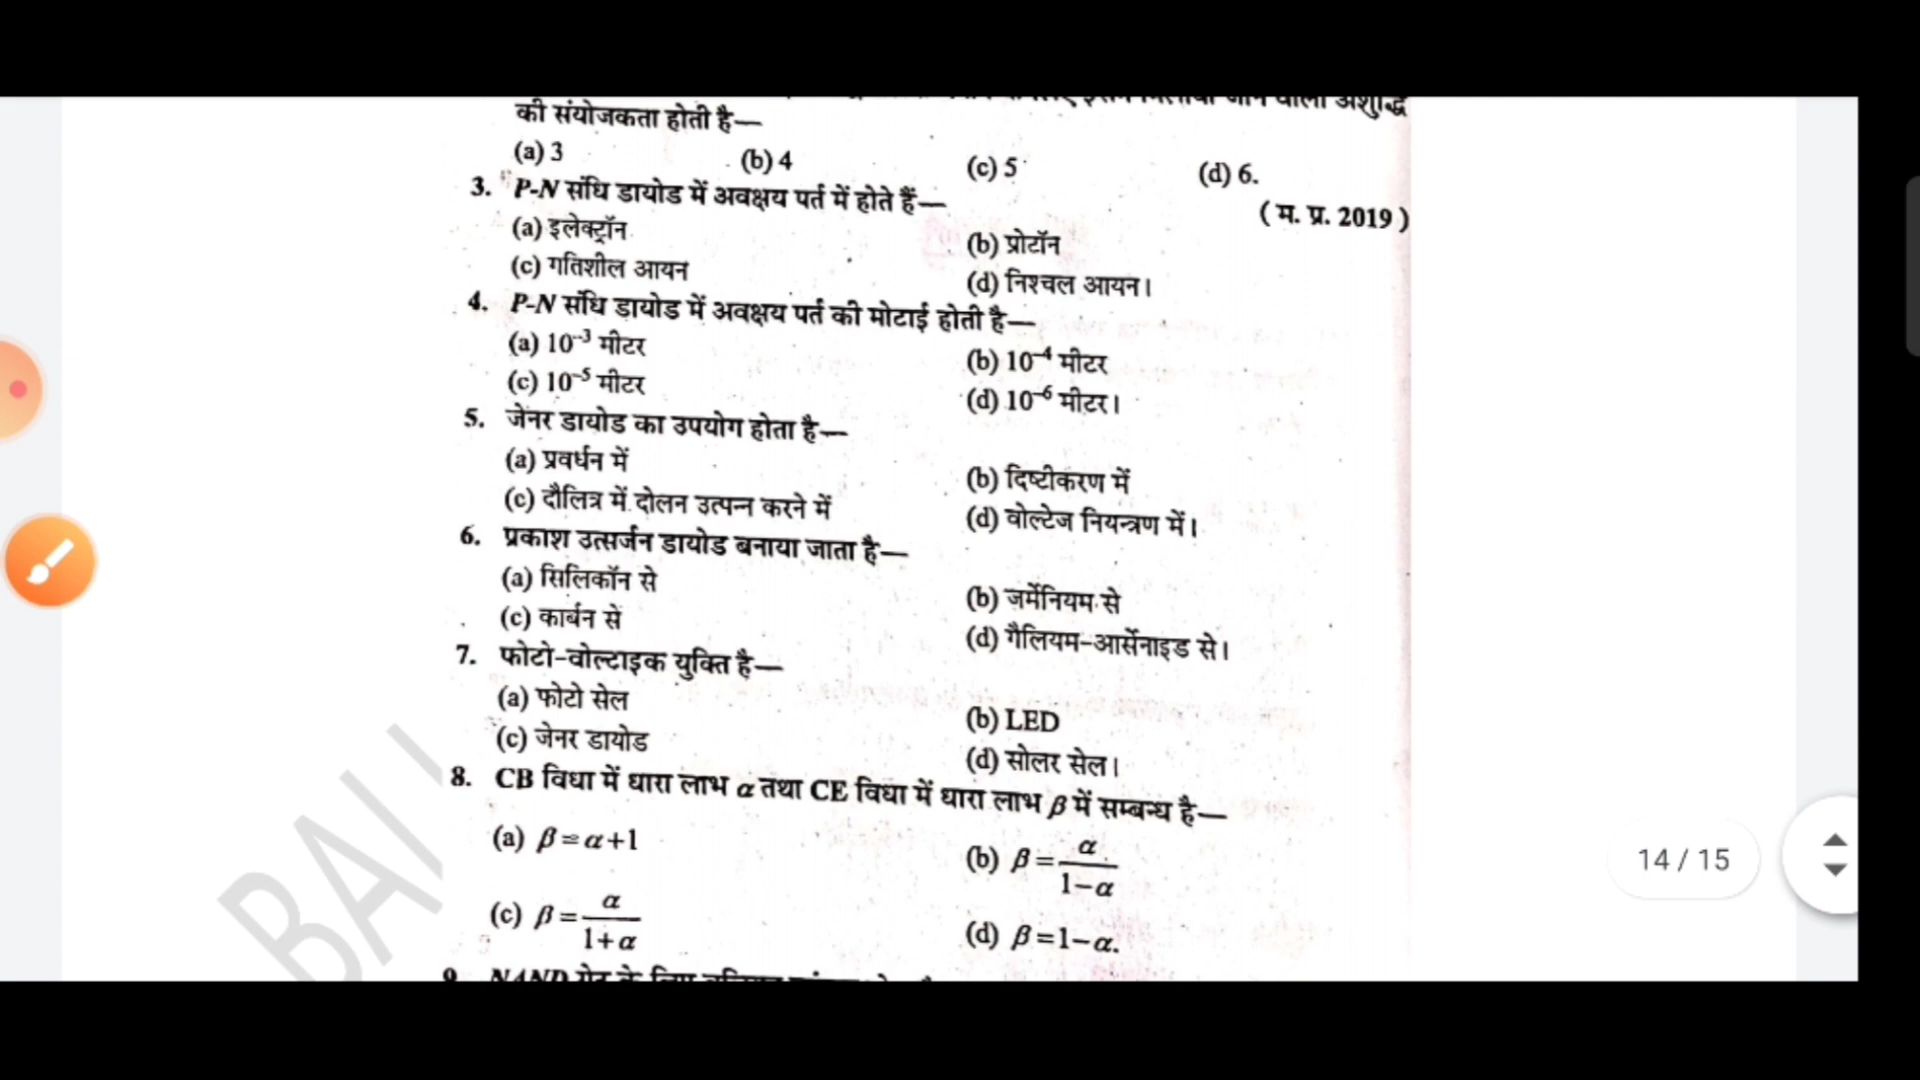 जाने वाली अशुद्धि
की संयोजकता होती है—
(a) 3 (b) 4 (c) 5 (d) 6.
3. P-N संधि डायोड में अवक्षय पर्त में होते हैं— (म. प्र. 2019)
(a) इलेक्ट्रॉन (b) प्रोटॉन
(c) गतिशील आयन (d) निश्चल आयन।
4. P-N संधि डायोड में अवक्षय पर्त की मोटाई होती है—
(a) 10⁻³ मीटर (b) 10⁻⁴ मीटर
(c) 10⁻⁵ मीटर (d) 10⁻⁶ मीटर।
5. जेनर डायोड का उपयोग होता है—
(a) प्रवर्धन में (b) दिष्टीकरण में
(c) दौलित्र में दोलन उत्पन्न करने में (d) वोल्टेज नियन्त्रण में।
6. प्रकाश उत्सर्जन डायोड बनाया जाता है—
(a) सिलिकॉन से (b) जर्मेनियम से
(c) कार्बन से (d) गैलियम-आर्सेनाइड से।
7. फोटो-वोल्टाइक युक्ति है—
(a) फोटो सेल (b) LED
(c) जेनर डायोड (d) सोलर सेल।
8. CB विधा में धारा लाभ α तथा CE विधा में धारा लाभ β में सम्बन्ध है—
(a) β=α+1 (b) β=α/1-α
(c) β=α/1+α (d) β=1-α.
9. NAND गेट के लिए
14 / 15